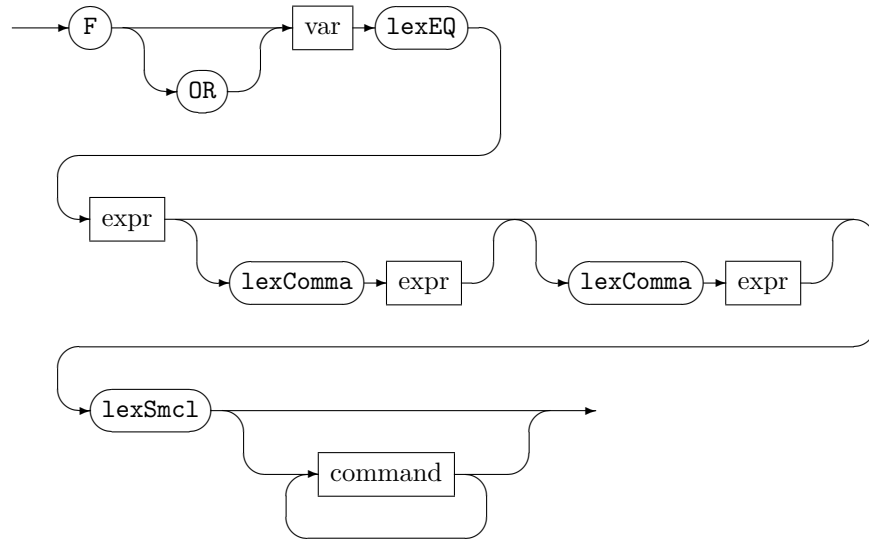 F var lexEQ
OR
expr
lexComma expr lexComma expr
lexSmcl
command